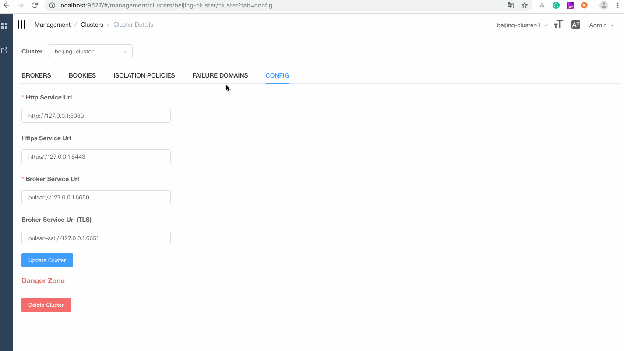 localhost:9527/#/management/clusters/beijing-cluster/cluster?tab=config
Management / Clusters / Cluster Details
beijing-cluster-1
Admin
Cluster
beijing-cluster
BROKERS BOOKIES ISOLATION POLICIES FAILURE DOMAINS CONFIG
* Http Service Url
http://127.0.0.1:8080
Https Service Url
https//127.0.0.1:8443
* Broker Service Url
pulsar://127.0.0.1:6650
Broker Service Url (TLS)
pulsar+ssl://127.0.0.1:6651
Update Cluster
Danger Zone
Delete Cluster